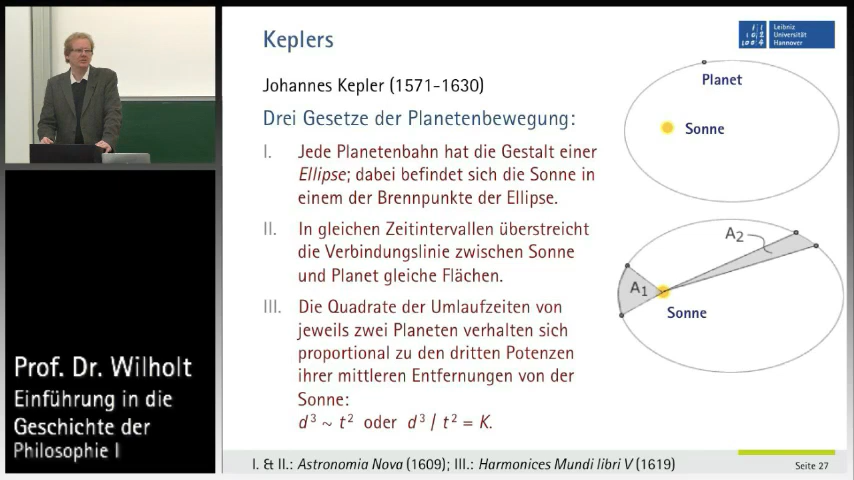 Keplers
Leibniz
Universität
Hannover
Johannes Kepler (1571-1630)
Drei Gesetze der Planetenbewegung:
I. Jede Planetenbahn hat die Gestalt einer
Ellipse; dabei befindet sich die Sonne in
einem der Brennpunkte der Ellipse.
II. In gleichen Zeitintervallen überstreicht
die Verbindungslinie zwischen Sonne
und Planet gleiche Flächen.
III. Die Quadrate der Umlaufzeiten von
jeweils zwei Planeten verhalten sich
proportional zu den dritten Potenzen
ihrer mittleren Entfernungen von der
Sonne:
d³ ~ t² oder d³ / t² = K.
Planet
Sonne
A₂
A₁
Sonne
Prof. Dr. Wilholt
Einführung in die
Geschichte der
Philosophie I
I. & II.: Astronomia Nova (1609); III.: Harmonices Mundi libri V (1619)
Seite 27